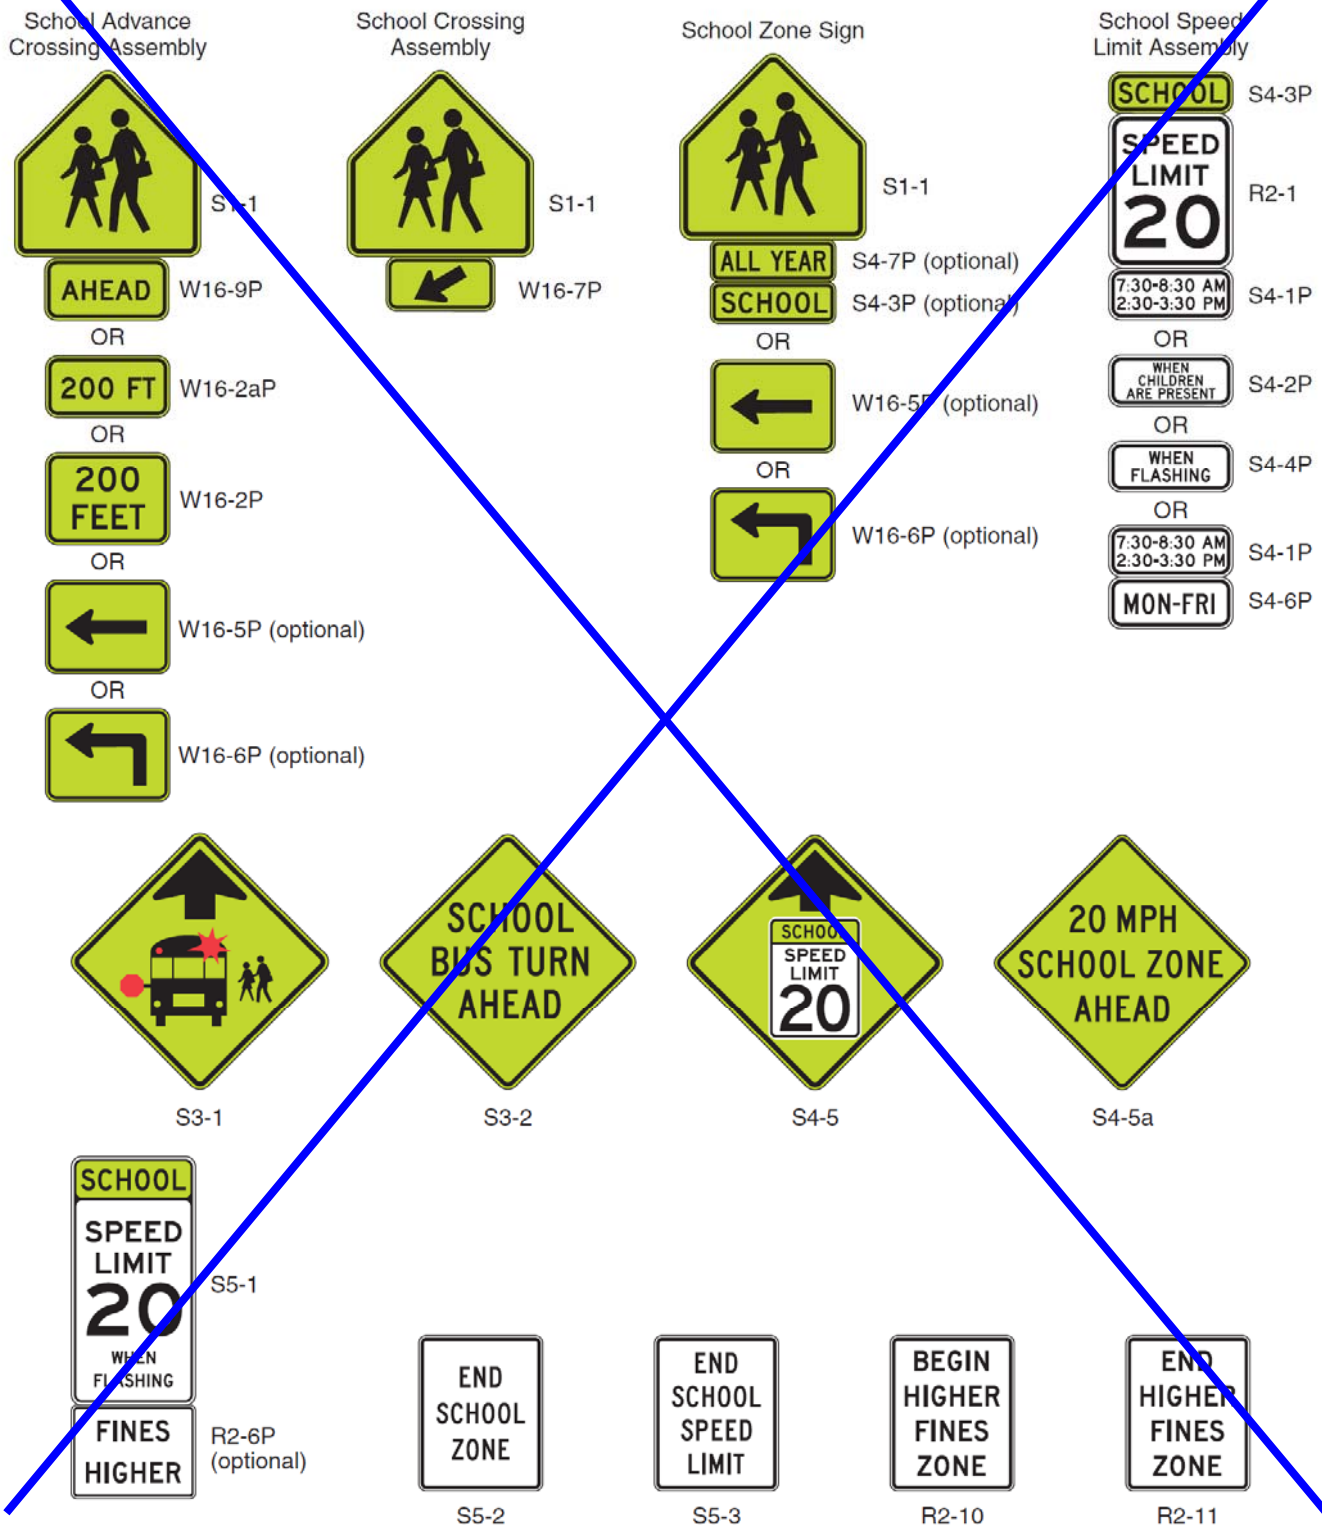 School Advance
Crossing Assembly
S1-1
AHEAD
W16-9P
OR
200 FT
W16-2aP
OR
200
FEET
W16-2P
OR
W16-5P (optional)
OR
W16-6P (optional)
School Crossing
Assembly
S1-1
W16-7P
School Zone Sign
S1-1
ALL YEAR
S4-7P (optional)
SCHOOL
S4-3P (optional)
OR
W16-5P (optional)
OR
W16-6P (optional)
School Speed
Limit Assembly
SCHOOL
S4-3P
SPEED
LIMIT
20
R2-1
7:30-8:30 AM
2:30-3:30 PM
S4-1P
OR
WHEN
CHILDREN
ARE PRESENT
S4-2P
OR
WHEN
FLASHING
S4-4P
OR
7:30-8:30 AM
2:30-3:30 PM
S4-1P
MON-FRI
S4-6P
S3-1
SCHOOL
BUS TURN
AHEAD
S3-2
SCHOOL
SPEED
LIMIT
20
S4-5
20 MPH
SCHOOL ZONE
AHEAD
S4-5a
SCHOOL
SPEED
LIMIT
20
WHEN
FLASHING
S5-1
FINES
HIGHER
R2-6P
(optional)
END
SCHOOL
ZONE
S5-2
END
SCHOOL
SPEED
LIMIT
S5-3
BEGIN
HIGHER
FINES
ZONE
R2-10
END
HIGHER
FINES
ZONE
R2-11